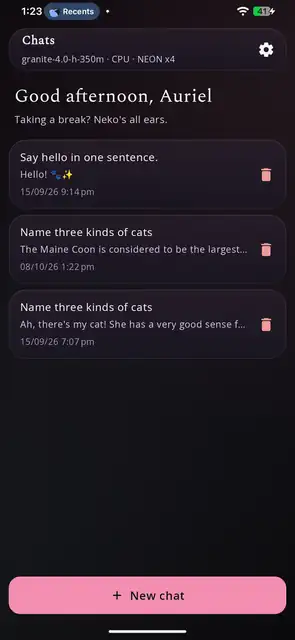 1:23
Recents
41
Chats
granite-4.0-h-350m · CPU · NEON x4
Good afternoon, Auriel
Taking a break? Neko's all ears.
Say hello in one sentence.
Hello! 🐾✨
15/09/26 9:14 pm
Name three kinds of cats
The Maine Coon is considered to be the largest...
08/10/26 1:22 pm
Name three kinds of cats
Ah, there's my cat! She has a very good sense f...
15/09/26 7:07 pm
+ New chat